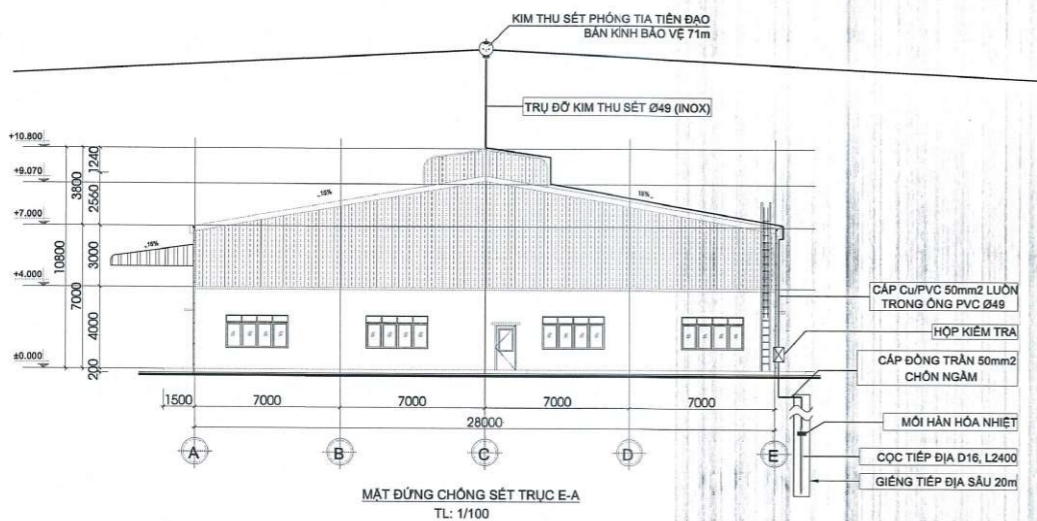 KIM THU SÉT PHÓNG TIA TIÊN ĐẠO
BÁN KÍNH BẢO VỆ 71m
TRỤ ĐỠ KIM THU SÉT Ø49 (INOX)
+10.800
+9.070
+7.000
+4.000
±0.000
10800
3800
7000
1240
2560
3000
4000
200
15%
15%
15%
CÁP Cu/PVC 50mm2 LUỒN
TRONG ỐNG PVC Ø49
HỘP KIỂM TRA
CÁP ĐỒNG TRẦN 50mm2
CHÔN NGẦM
MỐI HÀN HÓA NHIỆT
CỌC TIẾP ĐỊA D16, L2400
GIẾNG TIẾP ĐỊA SÂU 20m
1500 7000 7000 7000 7000
28000
A B C D E
MẶT ĐỨNG CHỐNG SÉT TRỤC E-A
TL: 1/100